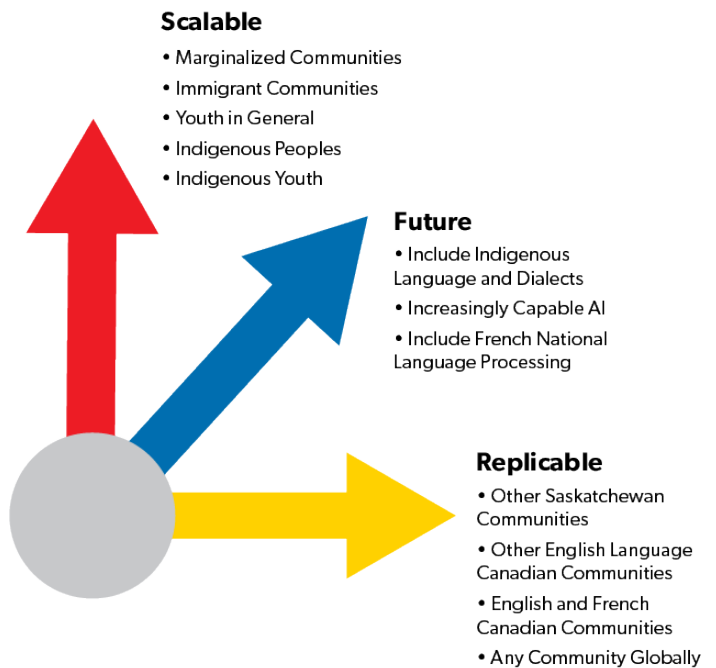 Scalable
• Marginalized Communities
• Immigrant Communities
• Youth in General
• Indigenous Peoples
• Indigenous Youth
Future
• Include Indigenous
Language and Dialects
• Increasingly Capable AI
• Include French National
Language Processing
Replicable
• Other Saskatchewan
Communities
• Other English Language
Canadian Communities
• English and French
Canadian Communities
• Any Community Globally